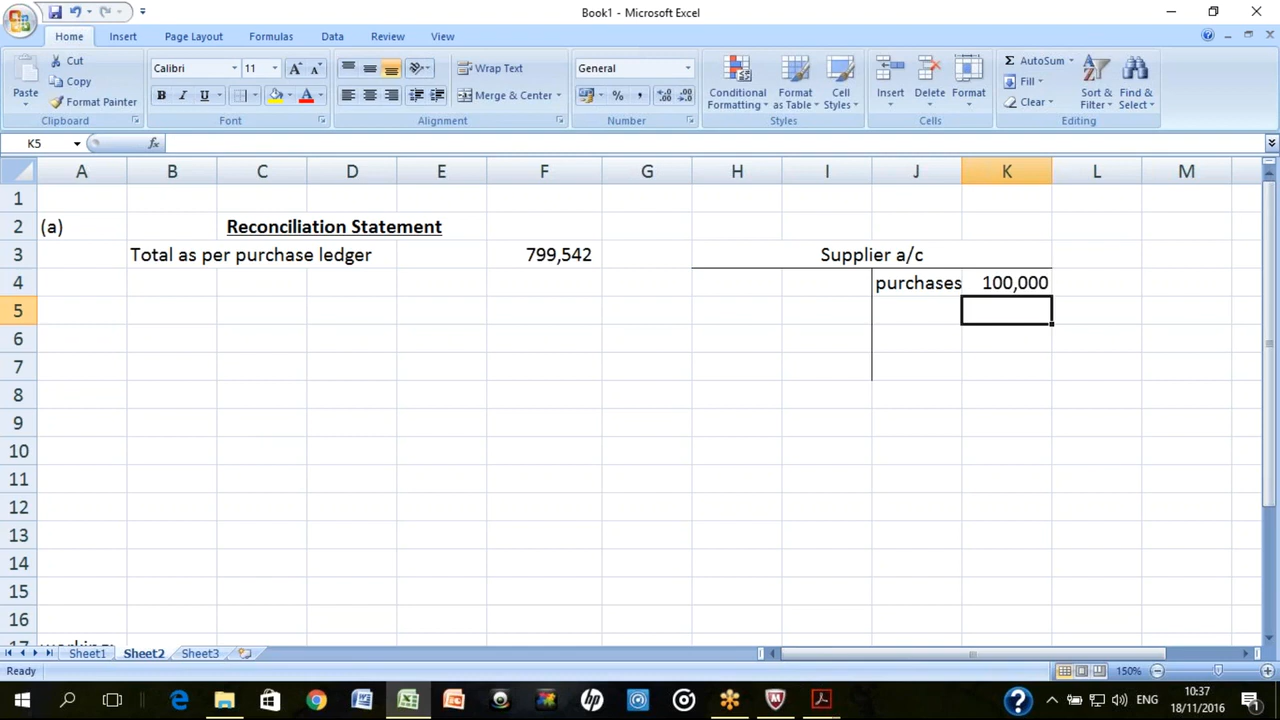 Book1 - Microsoft Excel
Home Insert Page Layout Formulas Data Review View
Cut
Copy
Format Painter
Paste
Clipboard
Calibri 11
B I U
A A A
Font
Wrap Text
Merge & Center
Alignment
General
% ,
Number
Conditional Formatting
Format as Table
Cell Styles
Styles
Insert Delete Format
Cells
Σ AutoSum
Fill
Clear
Sort & Filter
Find & Select
Editing
K5 fx
A B C D E F G H I J K L M
1
2 (a) Reconciliation Statement
3 Total as per purchase ledger 799,542 Supplier a/c
4 purchases 100,000
5
6
7
8
9
10
11
12
13
14
15
16
17 working:
Sheet1 Sheet2 Sheet3
Ready 150%
ENG 10:37
18/11/2016